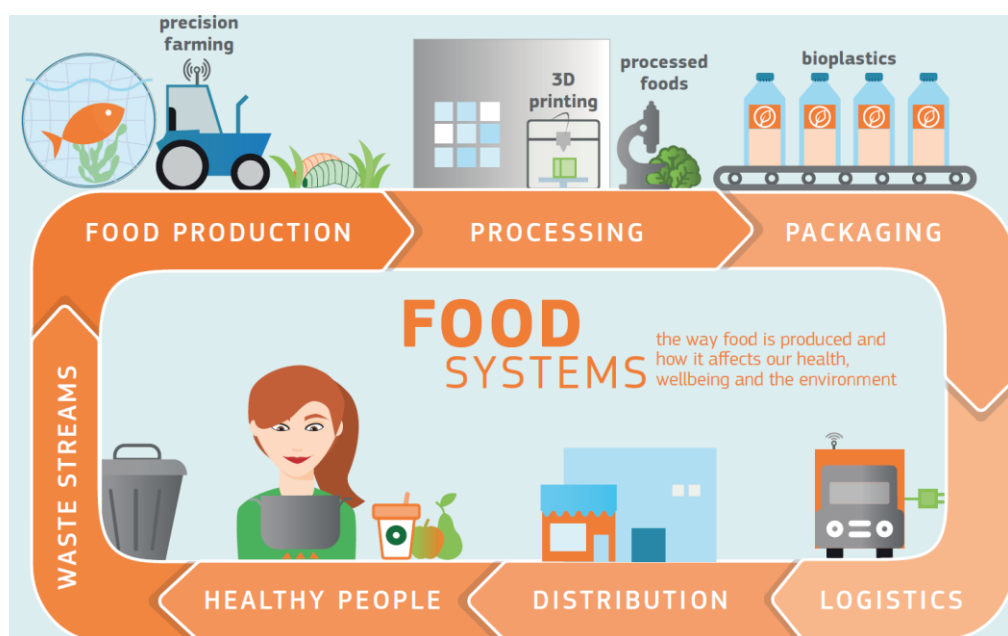 precision
farming
3D
printing
processed
foods
bioplastics
FOOD PRODUCTION
PROCESSING
PACKAGING
FOOD
SYSTEMS
the way food is produced and
how it affects our health,
wellbeing and the environment
LOGISTICS
DISTRIBUTION
HEALTHY PEOPLE
WASTE STREAMS